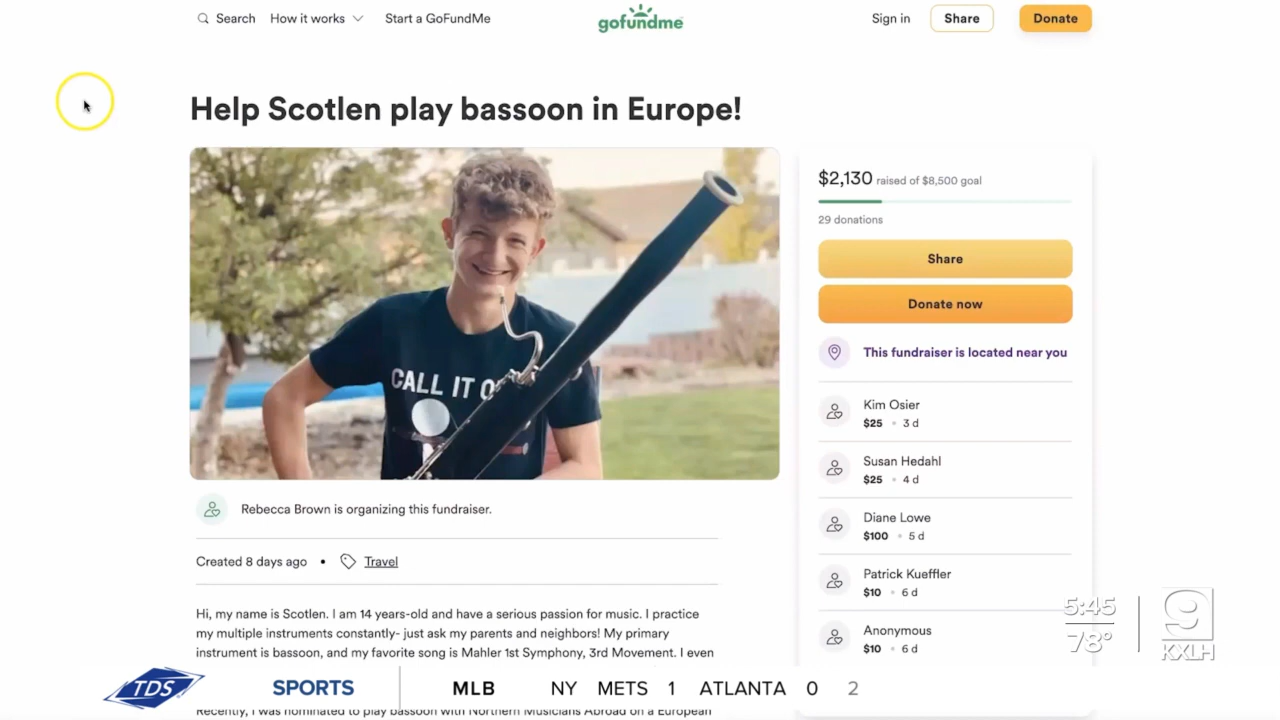 Search How it works Start a GoFundMe gofundme Sign in Share Donate
Help Scotlen play bassoon in Europe!
CALL IT
$2,130 raised of $8,500 goal
29 donations
Share
Donate now
This fundraiser is located near you
Kim Osier
$25 • 3 d
Susan Hedahl
$25 • 4 d
Diane Lowe
$100 • 5 d
Patrick Kueffler
$10 • 6 d
Anonymous
$10 • 6 d
Rebecca Brown is organizing this fundraiser.
Created 8 days ago • Travel
Hi, my name is Scotlen. I am 14 years-old and have a serious passion for music. I practice
my multiple instruments constantly- just ask my parents and neighbors! My primary
instrument is bassoon, and my favorite song is Mahler 1st Symphony, 3rd Movement. I even
Recently, I was nominated to play bassoon with Northern Musicians Abroad on a European
5:45
78°
9
KXLH
TDS SPORTS MLB NY METS 1 ATLANTA 0 2